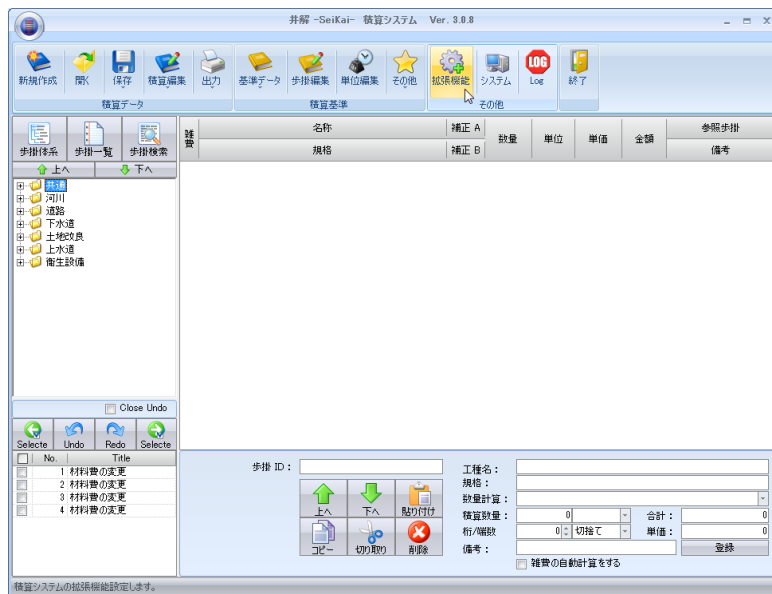 井解 -SeiKai- 積算システム Ver. 3.0.8
新規作成 開く 保存 積算編集 出力 基準データ 歩掛編集 単位編集 その他 拡張機能 システム Log 終了
LOG
積算データ 積算基準 その他
歩掛体系 歩掛一覧 歩掛検索
上へ 下へ
共通
河川
道路
下水道
土地改良
上水道
衛生設備
雑費 名称 補正 A 数量 単位 単価 金額 参照歩掛
規格 補正 B 備考
Close Undo
Selecte Undo Redo Selecte
No. Title
1 材料費の変更
2 材料費の変更
3 材料費の変更
4 材料費の変更
歩掛 ID :
上へ 下へ 貼り付け
コピー 切り取り 削除
工種名 :
規格 :
数量計算 :
積算数量 : 0 合計 : 0
桁/端数 0 切捨て 単価 : 0
備考 : 登録
雑費の自動計算をする
積算システムの拡張機能設定します。